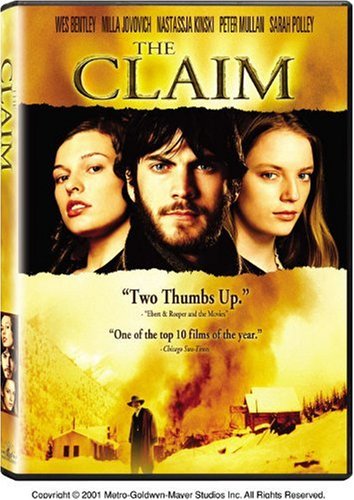 WES BENTLEY MILLA JOVOVICH NASTASSJA KINSKI PETER MULLAN SARAH POLLEY
THE
CLAIM
THE CLAIM
“Two Thumbs Up.”
- “Ebert & Roeper and the Movies”
“One of the top 10 films of the year.”
- Chicago Sun-Times
Copyright © 2001 Metro-Goldwyn-Mayer Studios Inc. All Rights Reserved.